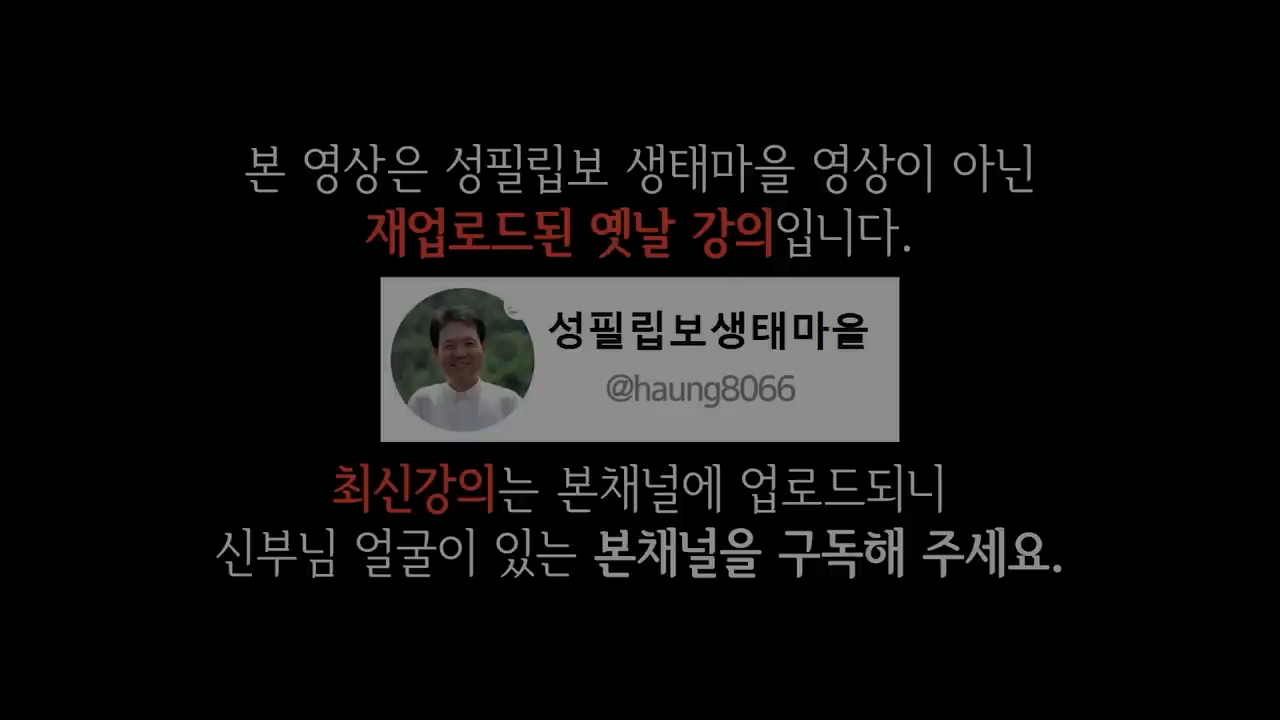 본 영상은 성필립보 생태마을 영상이 아닌
재업로드된 옛날 강의입니다.
성필립보생태마을
@haung8066
최신강의는 본채널에 업로드되니
신부님 얼굴이 있는 본채널을 구독해 주세요.